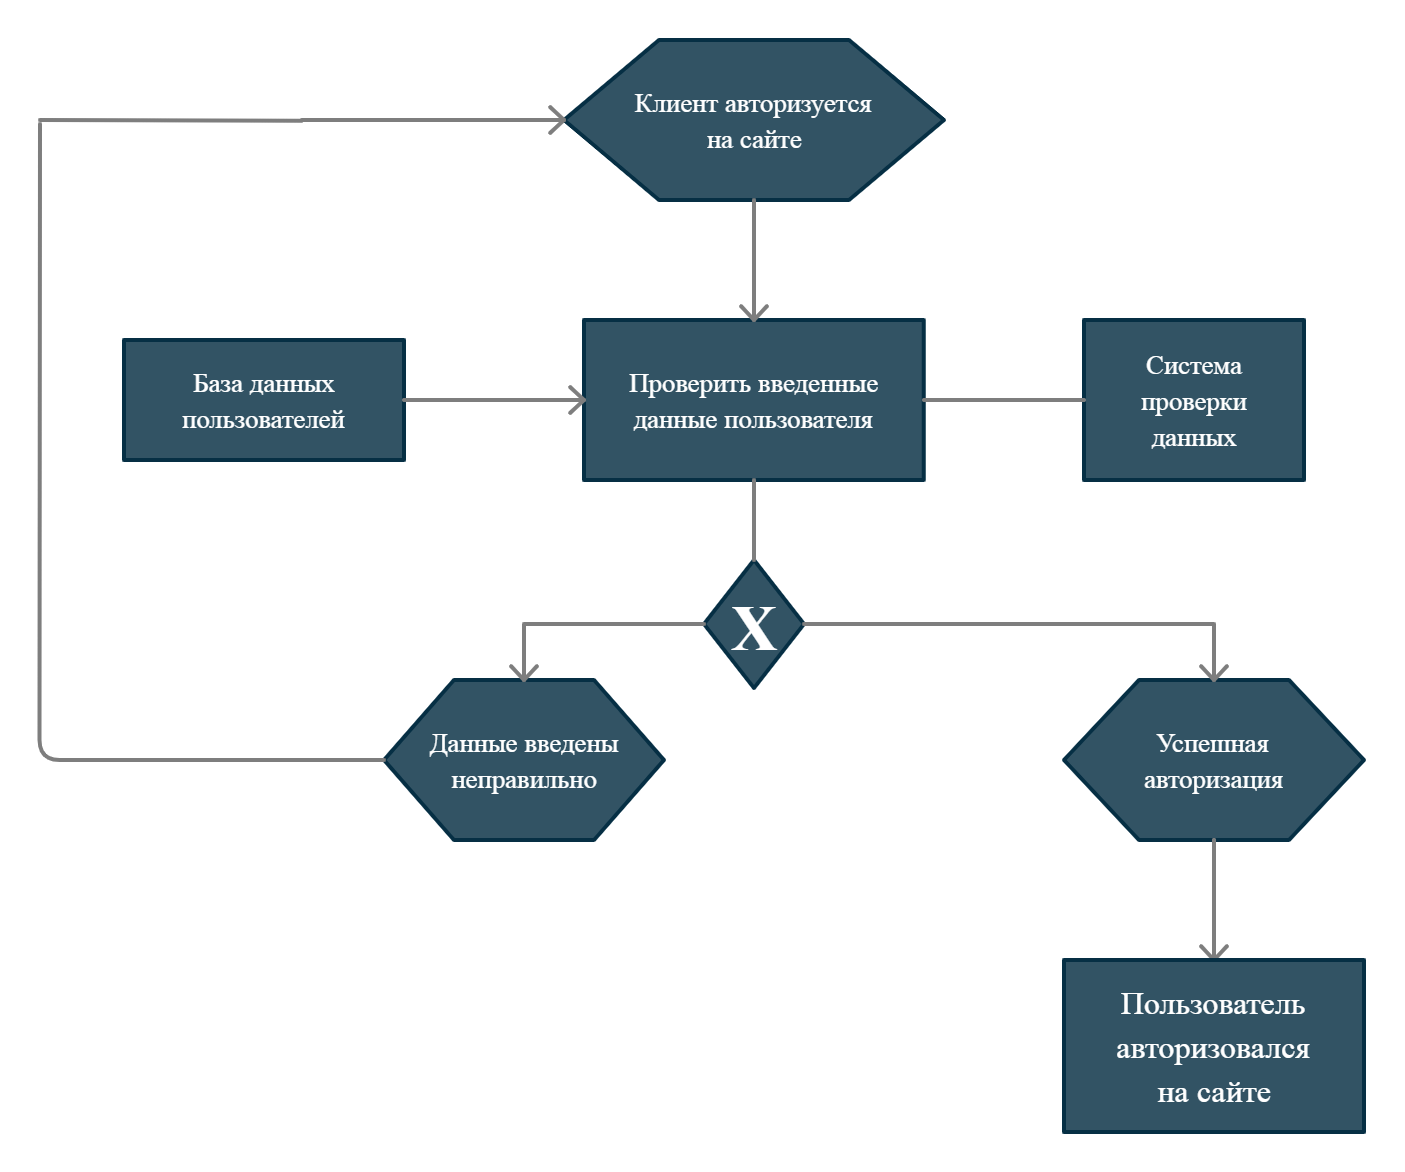 Клиент авторизуется
на сайте
База данных
пользователей
Проверить введенные
данные пользователя
Система
проверки
данных
X
Данные введены
неправильно
Успешная
авторизация
Пользователь
авторизовался
на сайте